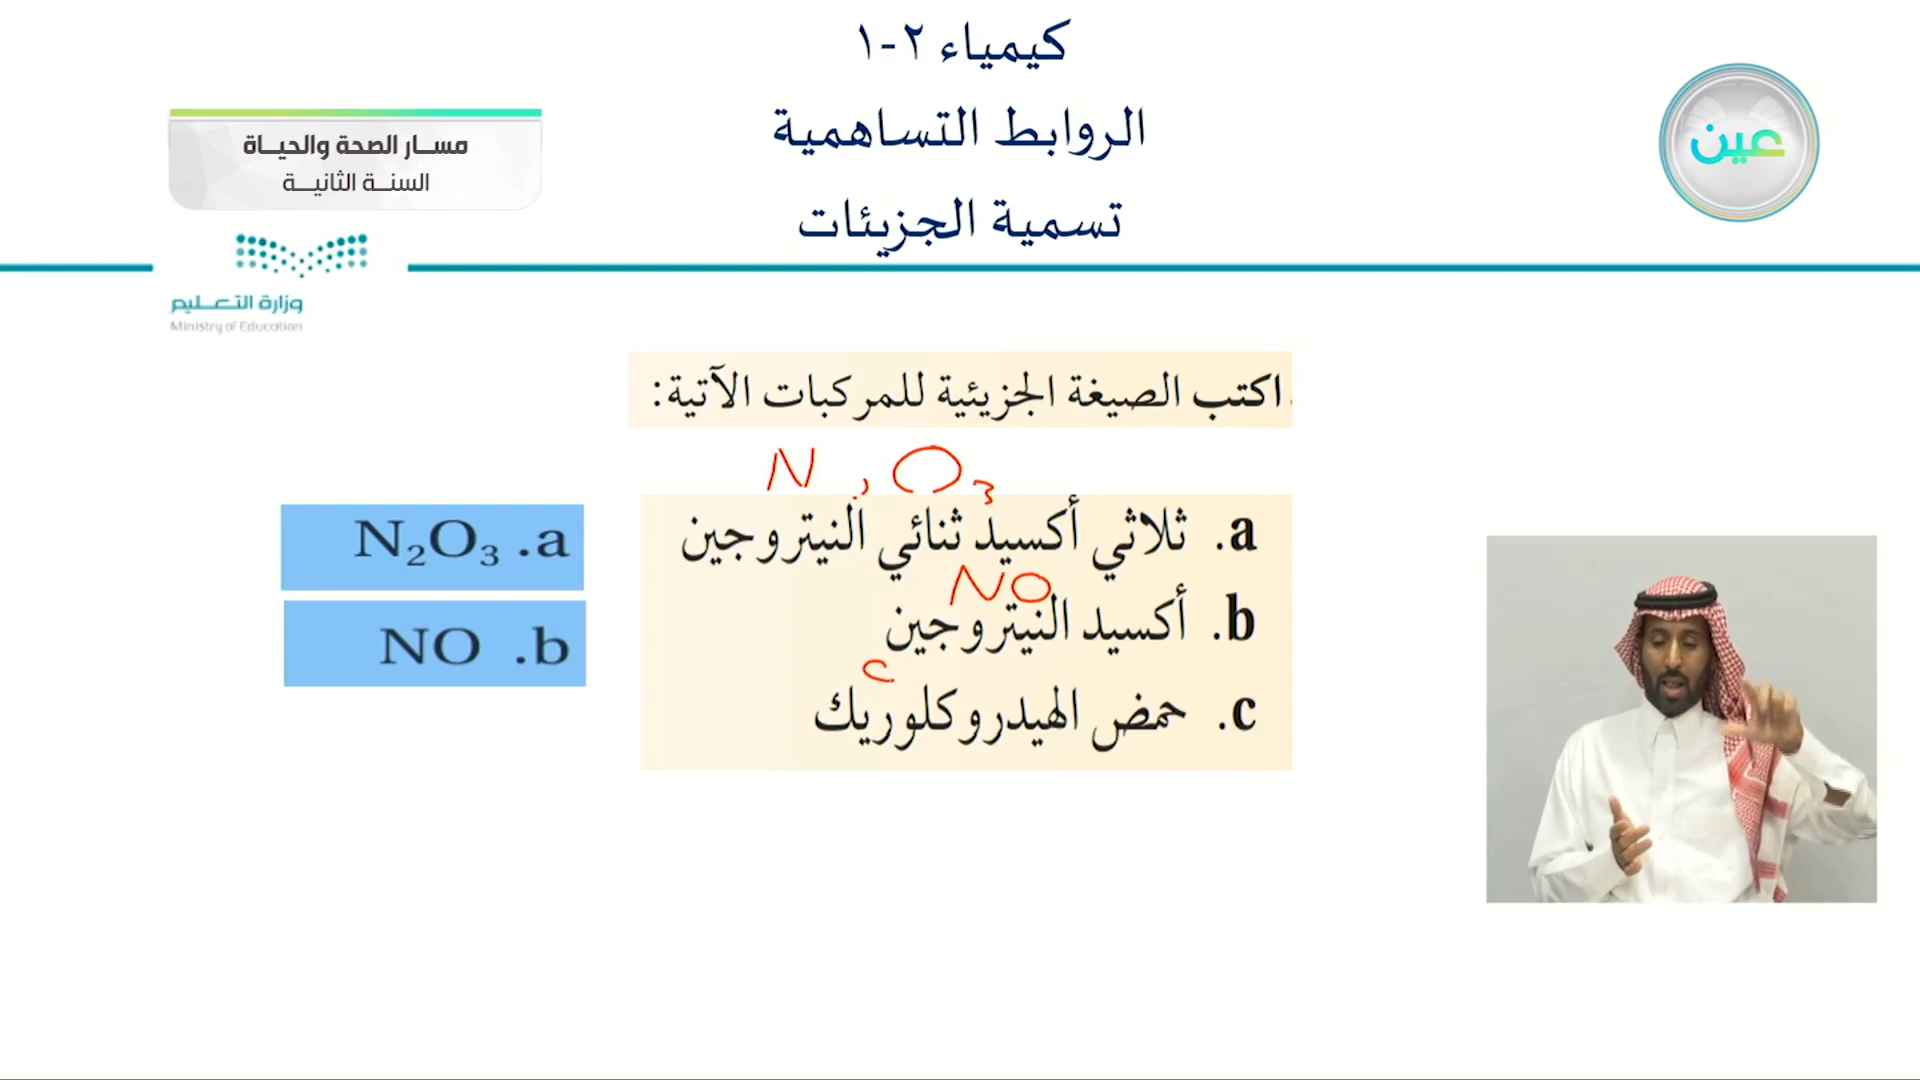 كيمياء ٢-١
الروابط التساهمية
تسمية الجزيئات
مسار الصحة والحياة
السنة الثانية
عين
وزارة التعليم
Ministry of Education
اكتب الصيغة الجزيئية للمركبات الآتية:
N₂O₃
a. ثلاثي أكسيد ثنائي النيتروجين
NO
b. أكسيد النيتروجين
c. حمض الهيدروكلوريك
N₂O₃ .a
NO .b